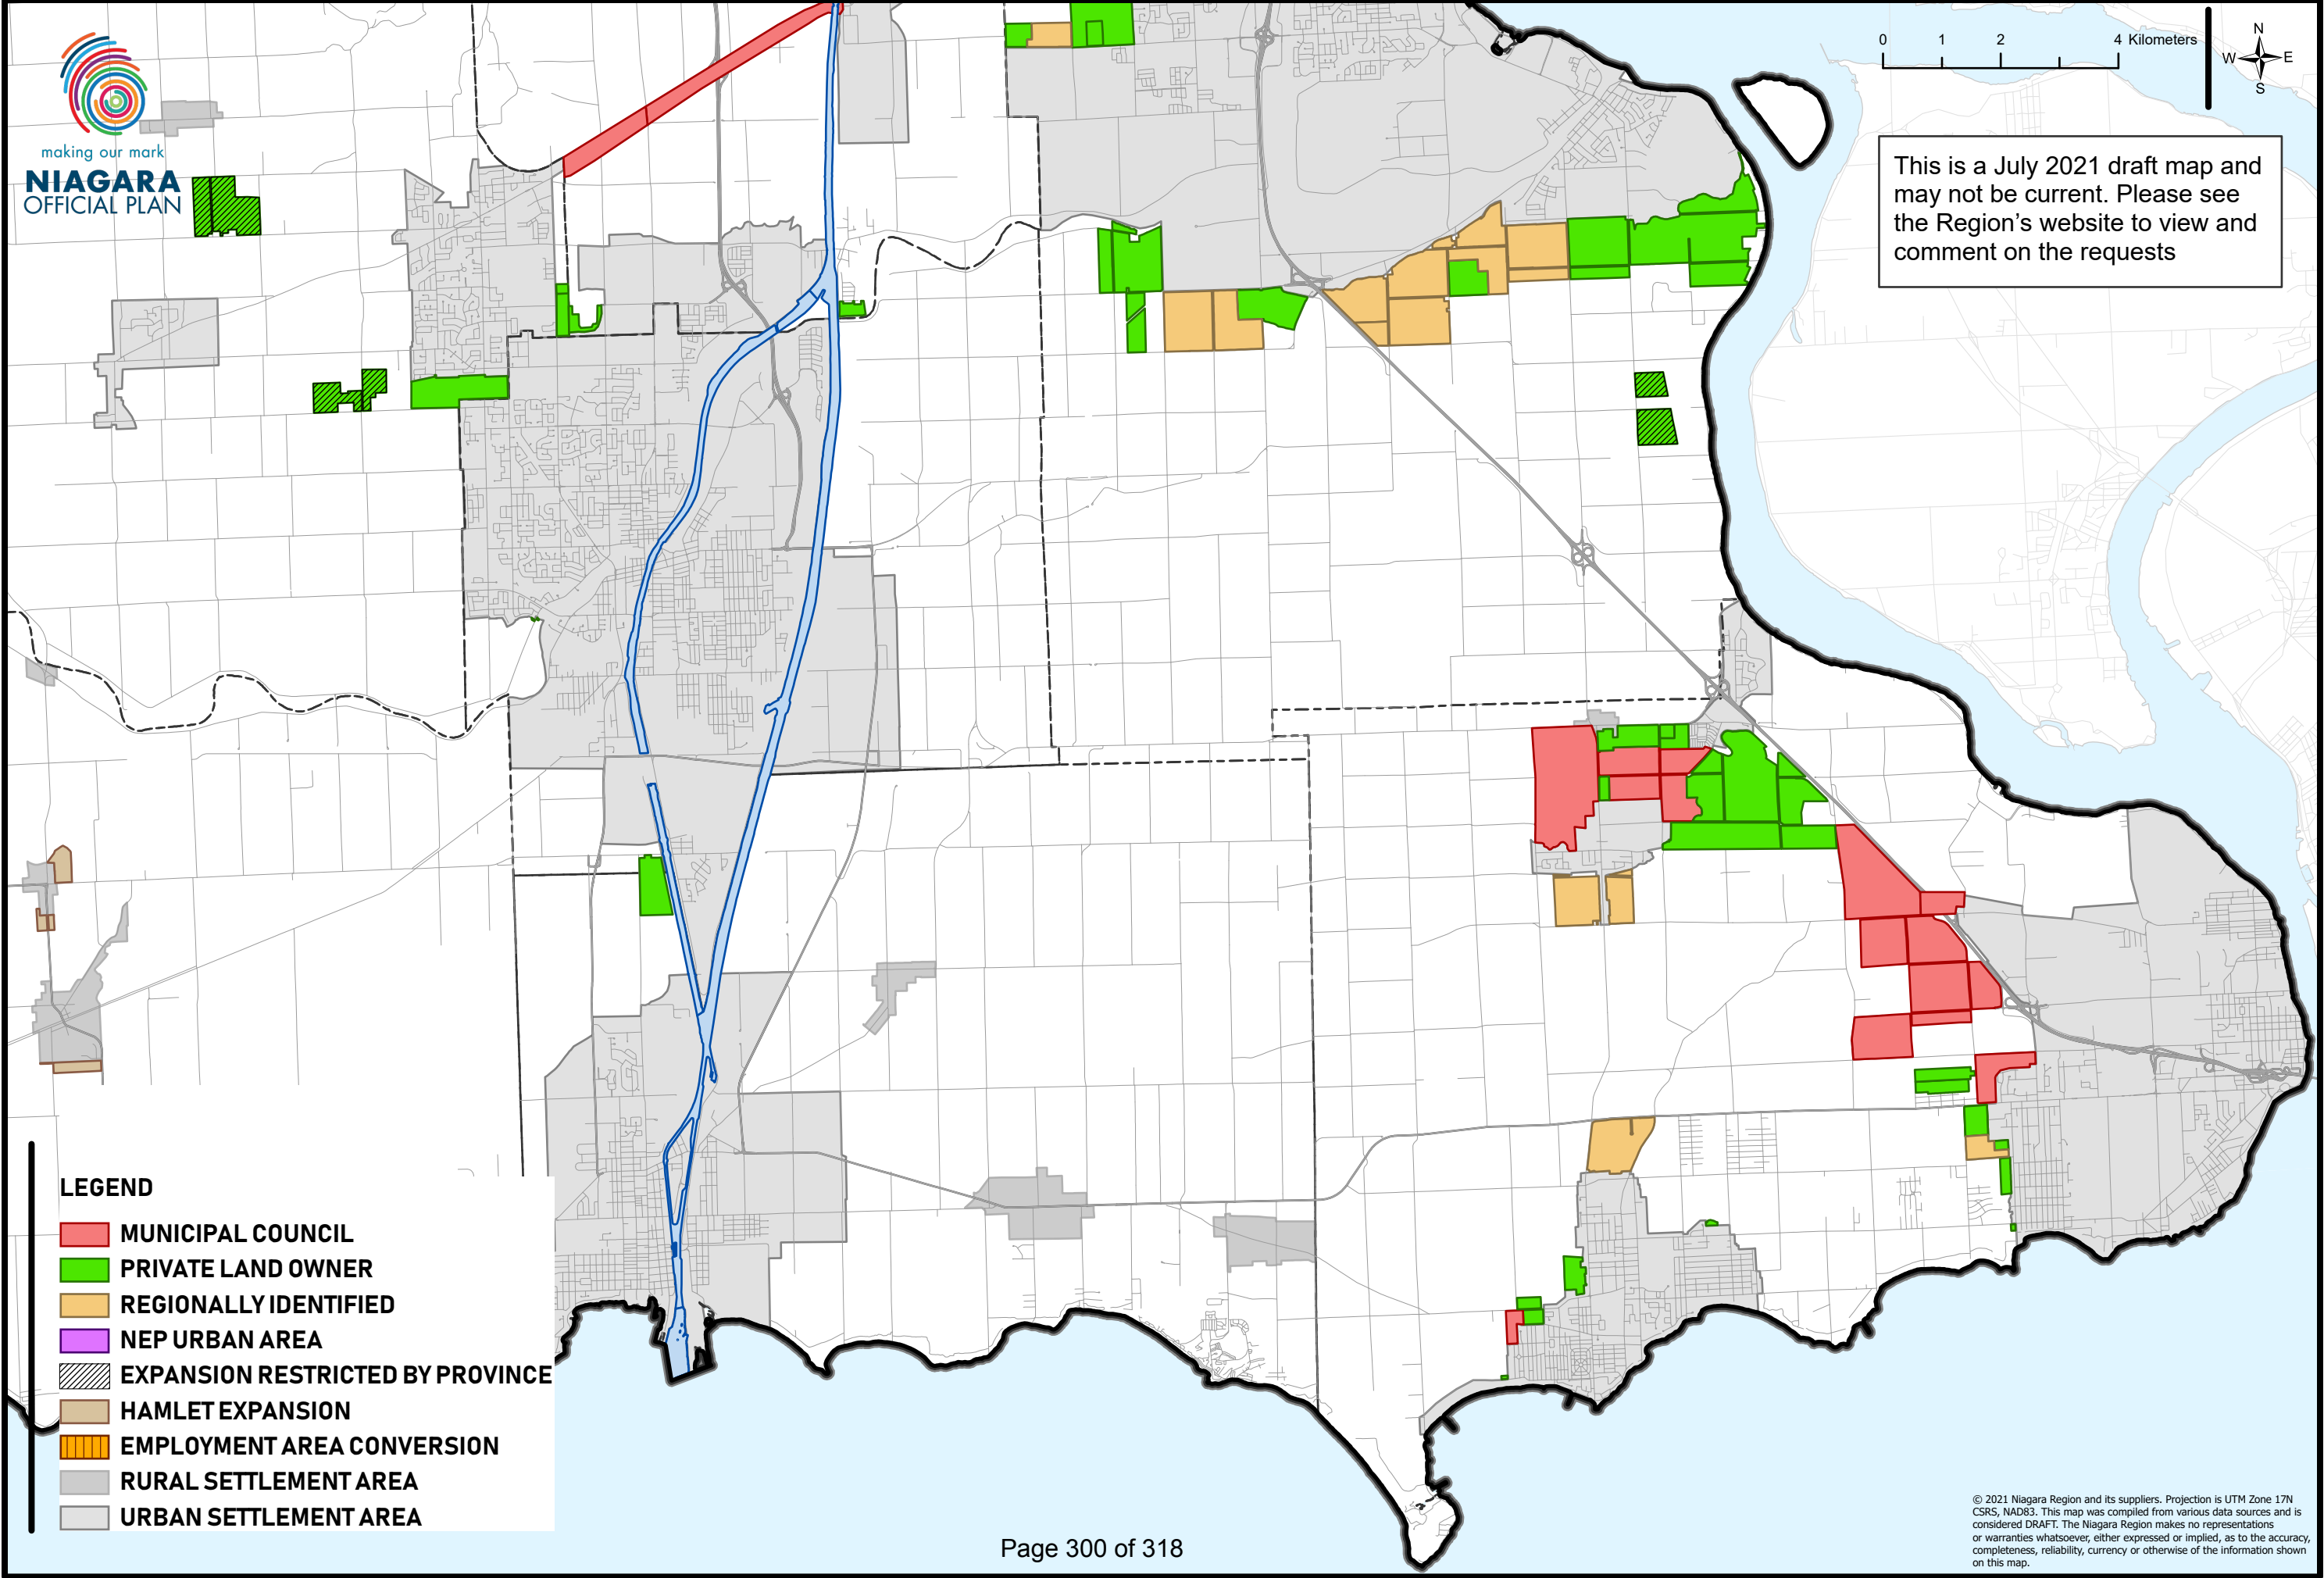 making our mark
NIAGARA
OFFICIAL PLAN
0 1 2 4 Kilometers
N
W E
S
This is a July 2021 draft map and
may not be current. Please see
the Region's website to view and
comment on the requests
LEGEND
MUNICIPAL COUNCIL
PRIVATE LAND OWNER
REGIONALLY IDENTIFIED
NEP URBAN AREA
EXPANSION RESTRICTED BY PROVINCE
HAMLET EXPANSION
EMPLOYMENT AREA CONVERSION
RURAL SETTLEMENT AREA
URBAN SETTLEMENT AREA
Page 300 of 318
© 2021 Niagara Region and its suppliers. Projection is UTM Zone 17N
CSRS, NAD83. This map was compiled from various data sources and is
considered DRAFT. The Niagara Region makes no representations
or warranties whatsoever, either expressed or implied, as to the accuracy,
completeness, reliability, currency or otherwise of the information shown
on this map.